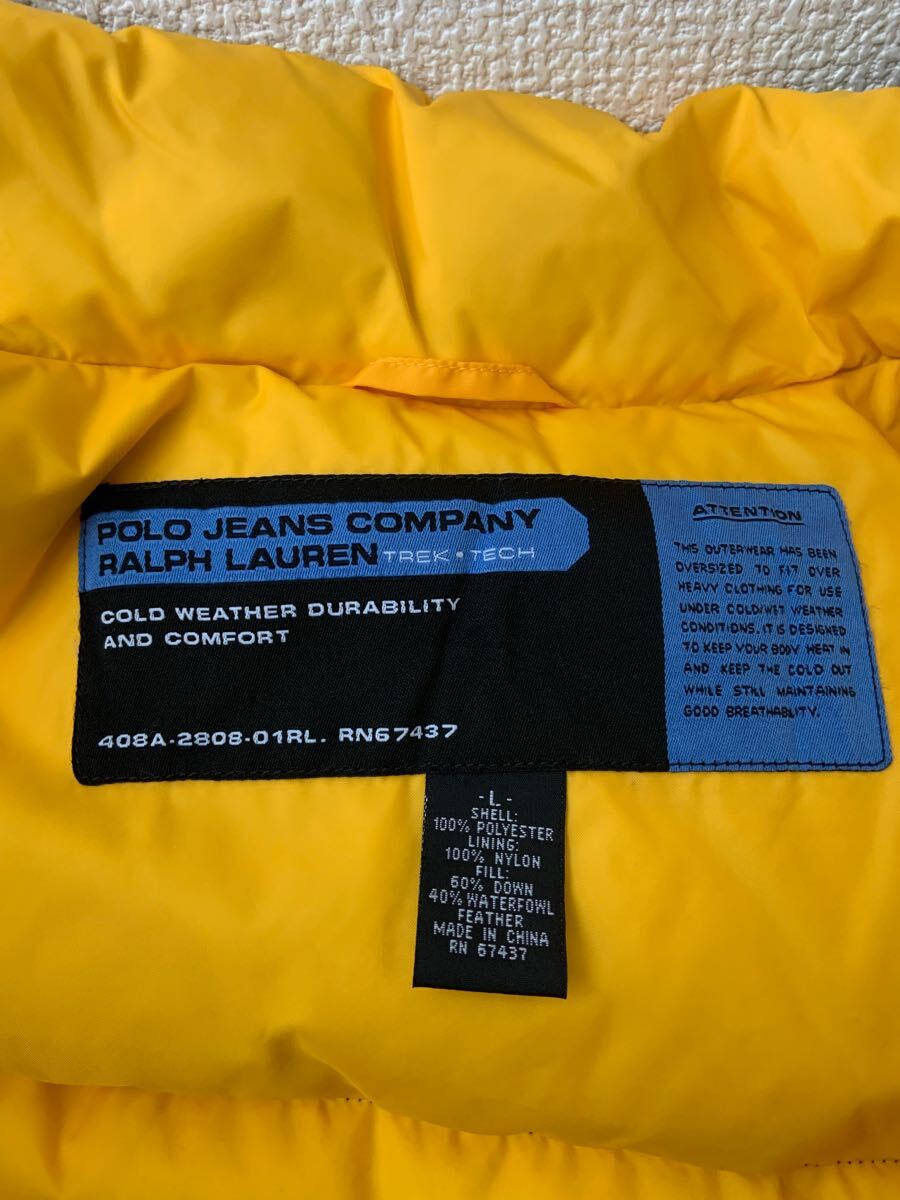 POLO JEANS COMPANY
RALPH LAUREN TREK • TECH
COLD WEATHER DURABILITY
AND COMFORT
408A-2808-01RL. RN67437
ATTENTION
THIS OUTERWEAR HAS BEEN
OVERSIZED TO FIT OVER
HEAVY CLOTHING FOR USE
UNDER COLD/WET WEATHER
CONDITIONS. IT IS DESIGNED
TO KEEP YOUR BODY HEAT IN
AND KEEP THE COLD OUT
WHILE STILL MAINTAINING
GOOD BREATHABILITY.
-L-
SHELL:
100% POLYESTER
LINING:
100% NYLON
FILL:
60% DOWN
40% WATERFOWL
FEATHER
MADE IN CHINA
RN 67437